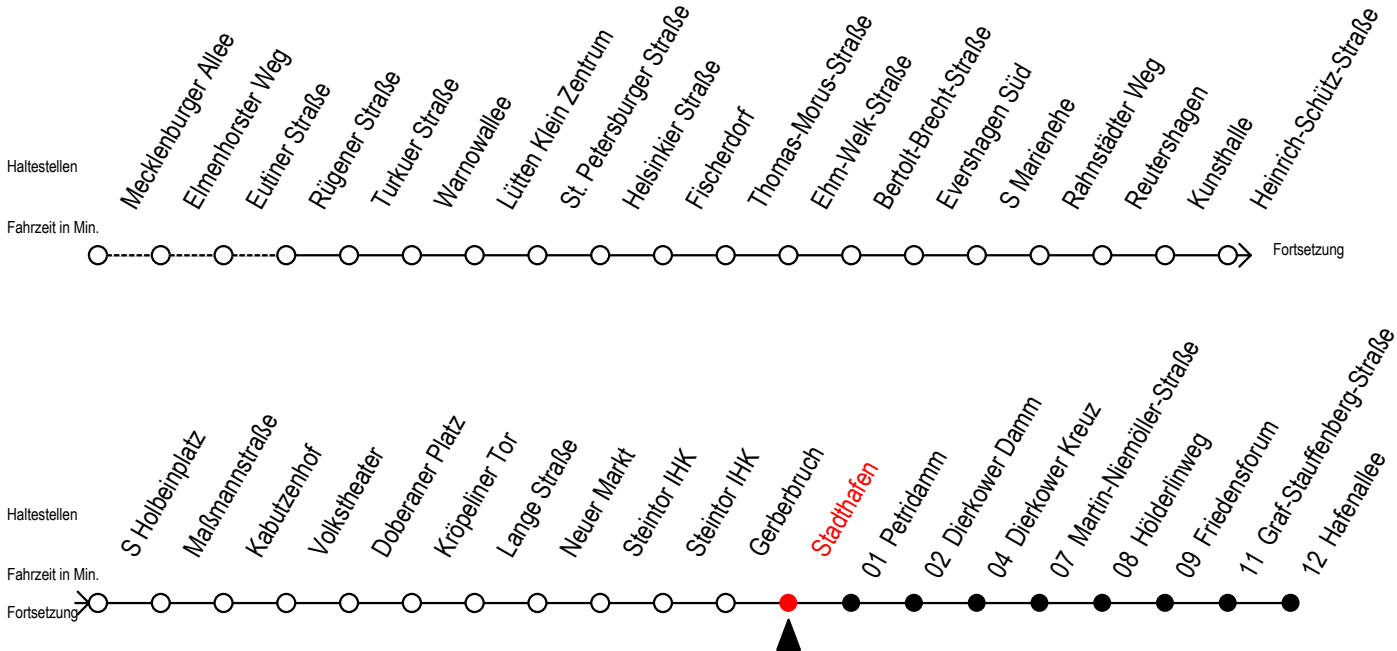 Haltestellen
Mecklenburger Allee
Elmenhorster Weg
Eutiner Straße
Rügener Straße
Turkuer Straße
Warnowallee
Lütten Klein Zentrum
St. Petersburger Straße
Helsinkier Straße
Fischerdorf
Thomas-Morus-Straße
Ehm-Welk-Straße
Bertolt-Brecht-Straße
Evershagen Süd
S Marienehe
Rahnstädter Weg
Reutershagen
Kunsthalle
Heinrich-Schütz-Straße
Fahrzeit in Min.
Fortsetzung
Haltestellen
S Holbeinplatz
Maßmannstraße
Kabutzenhof
Volkstheater
Doberaner Platz
Kröpeliner Tor
Lange Straße
Neuer Markt
Steintor IHK
Steintor IHK
Gerberbruch
Stadthafen
01 Petridamm
02 Dierkower Damm
04 Dierkower Kreuz
07 Martin-Niemöller-Straße
08 Hölderlinweg
09 Friedensforum
11 Graf-Stauffenberg-Straße
12 Hafenallee
Fahrzeit in Min.
Fortsetzung